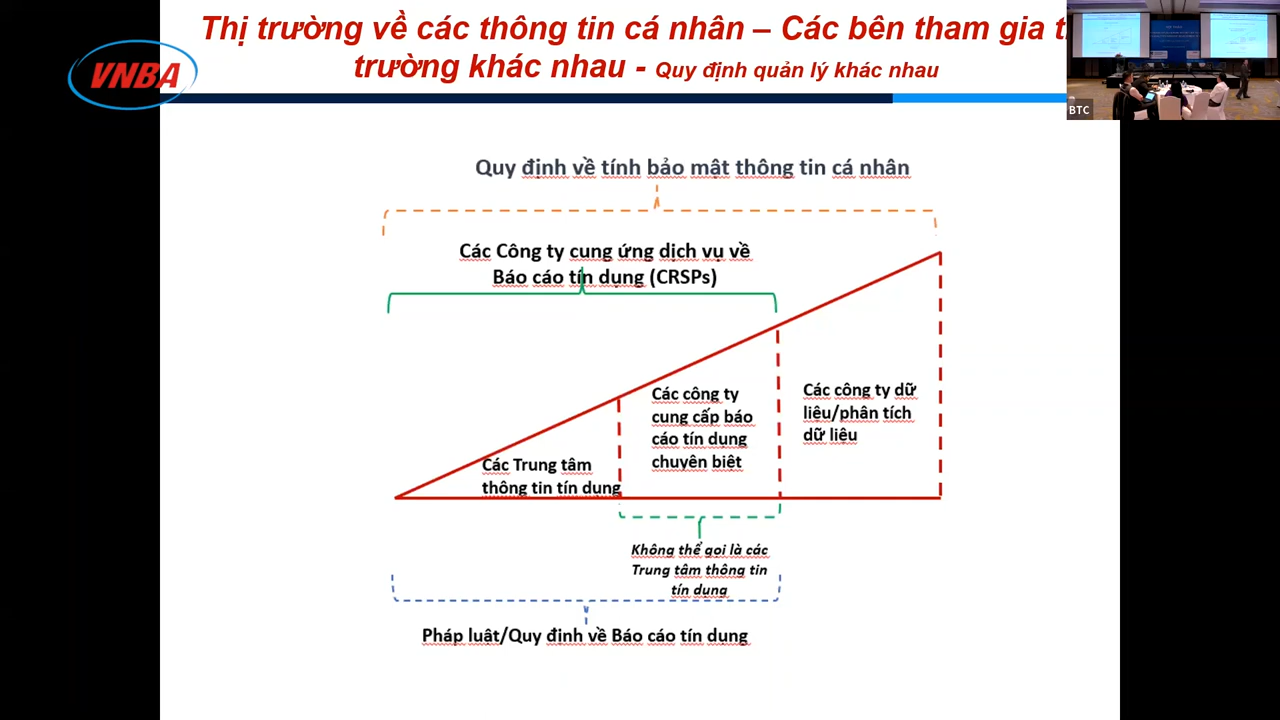 Thị trường về các thông tin cá nhân – Các bên tham gia
trường khác nhau - Quy định quản lý khác nhau
VNBA
BTC
Quy định về tính bảo mật thông tin cá nhân
Các Công ty cung ứng dịch vụ về
Báo cáo tín dụng (CRSPs)
Các Trung tâm
thông tin tín dụng
Các công ty
cung cấp báo
cáo tín dụng
chuyên biệt
Các công ty dữ
liệu/phân tích
dữ liệu
Không thể gọi là các
Trung tâm thông tin
tín dụng
Pháp luật/Quy định về Báo cáo tín dụng